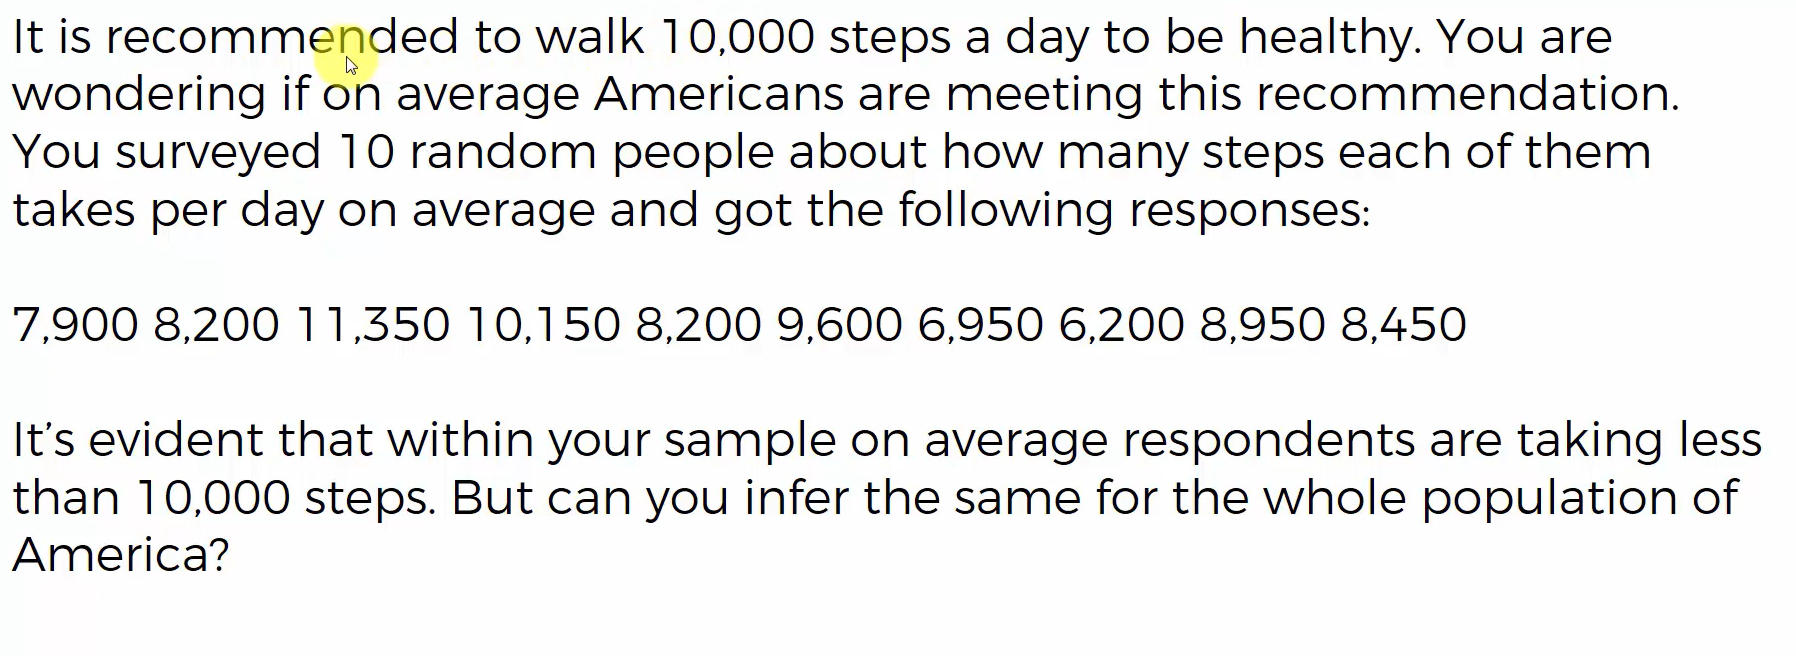 It is recommended to walk 10,000 steps a day to be healthy. You are
wondering if on average Americans are meeting this recommendation.
You surveyed 10 random people about how many steps each of them
takes per day on average and got the following responses:
7,900 8,200 11,350 10,150 8,200 9,600 6,950 6,200 8,950 8,450
It’s evident that within your sample on average respondents are taking less
than 10,000 steps. But can you infer the same for the whole population of
America?